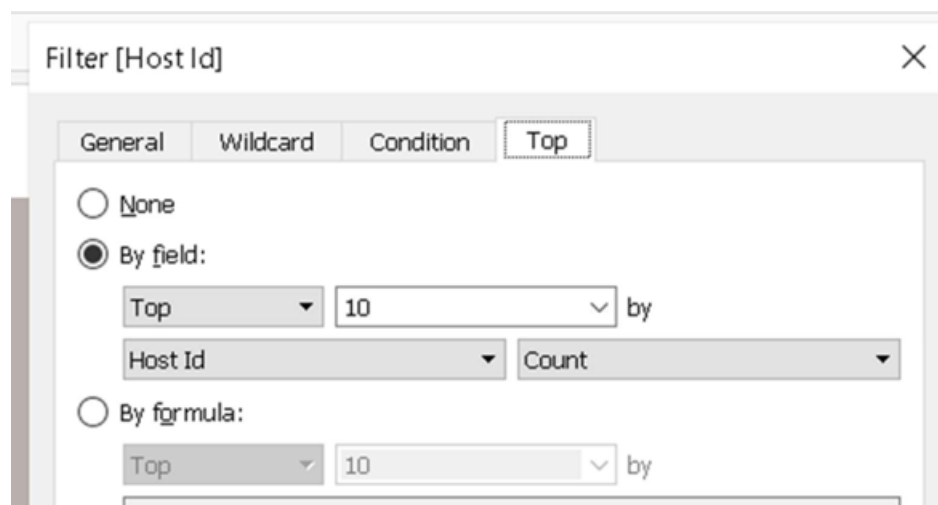 Filter [Host Id]
General Wildcard Condition Top
None
By field:
Top 10 by
Host Id Count
By formula:
Top 10 by